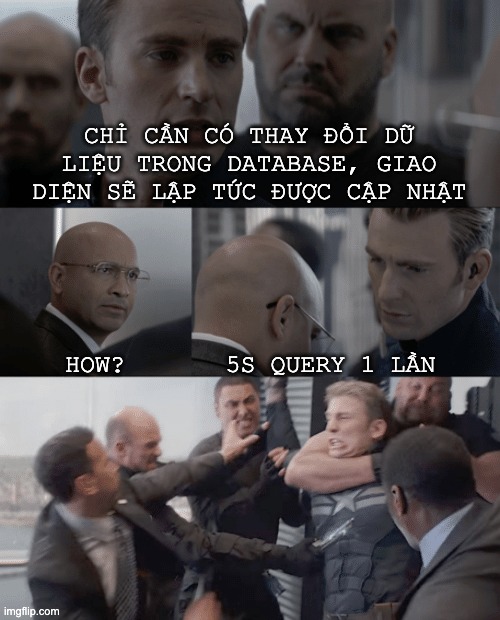 CHỈ CẦN CÓ THAY ĐỔI DỮ
LIỆU TRONG DATABASE, GIAO
DIỆN SẼ LẬP TỨC ĐƯỢC CẬP NHẬT
HOW?
5S QUERY 1 LẦN
imgflip.com